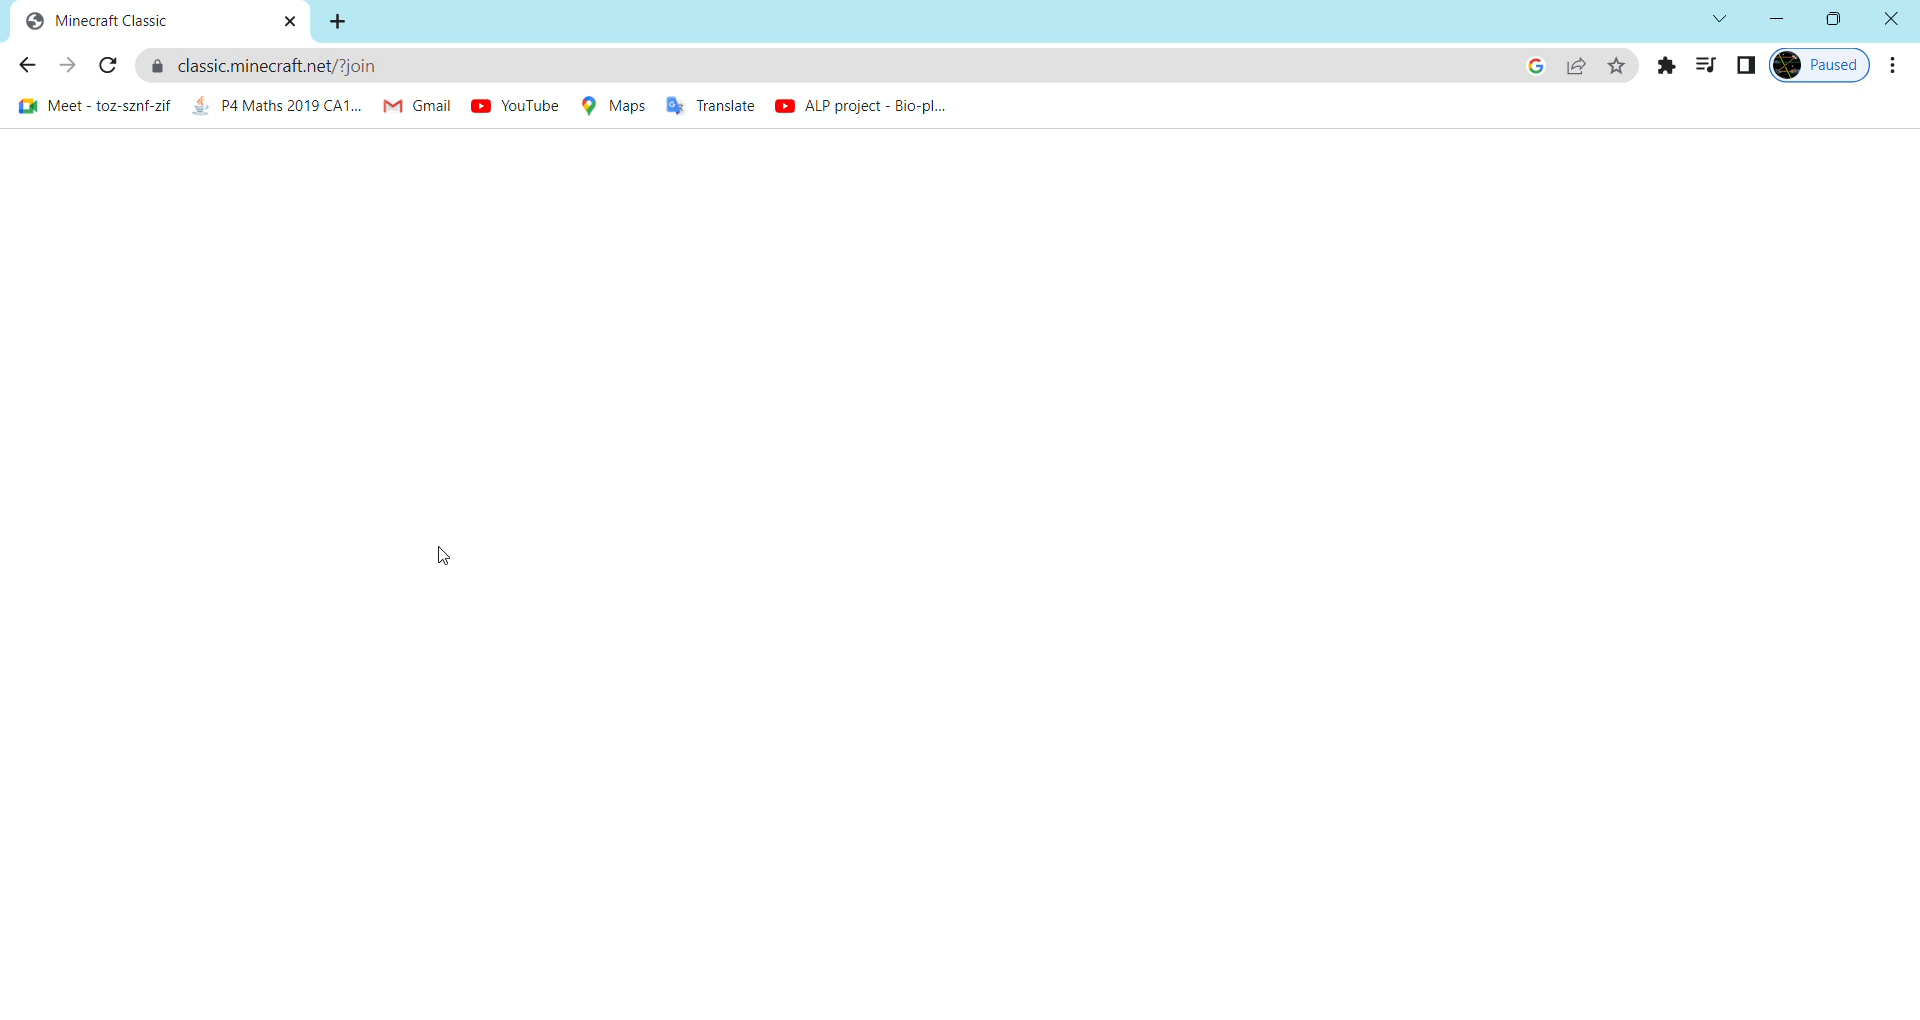 Minecraft Classic
classic.minecraft.net/?join
Paused
Meet - toz-sznf-zif P4 Maths 2019 CA1... Gmail YouTube Maps Translate ALP project - Bio-pl...